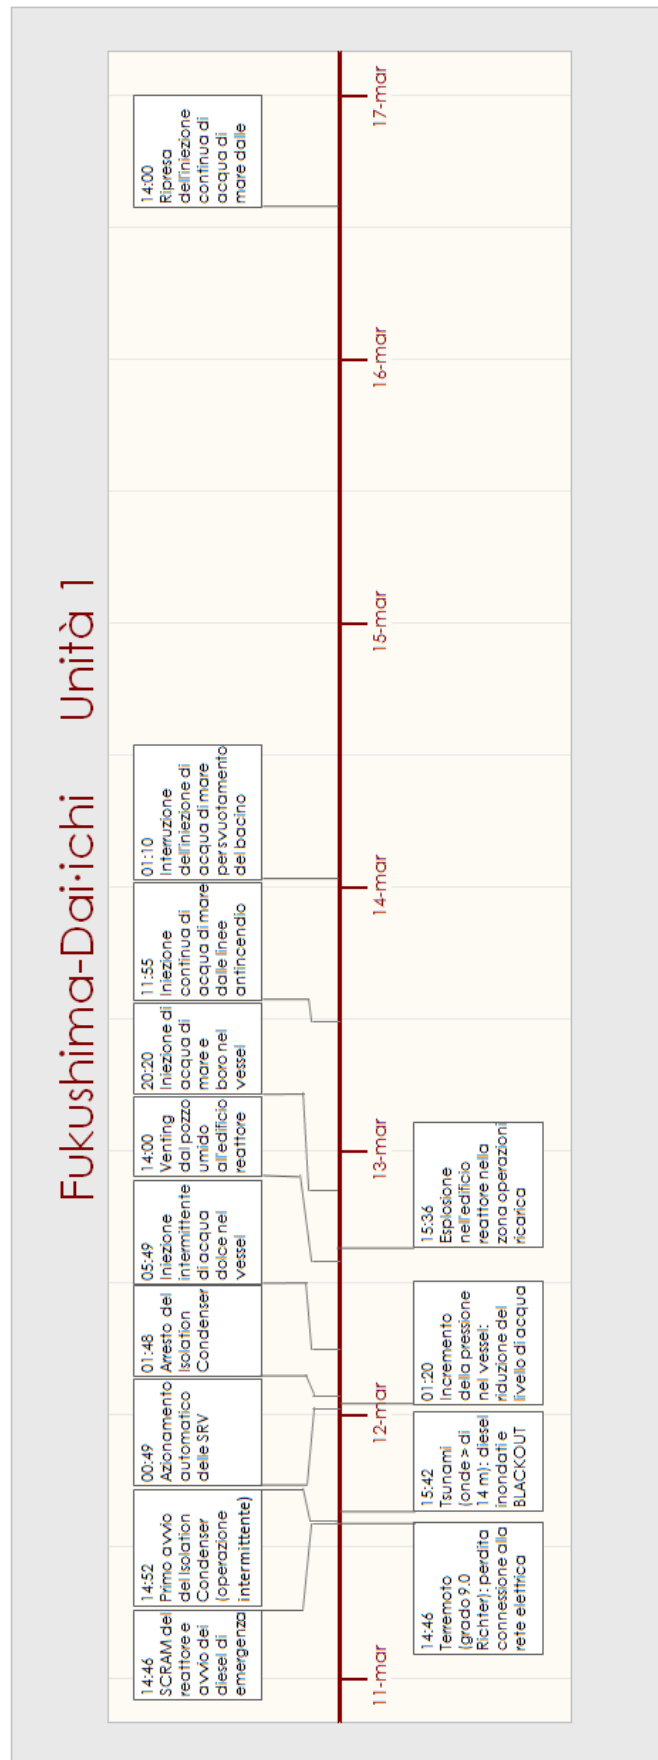 Fukushima-Dai·ichi Unità 1
14:46
SCRAM del
reattore e
avvio dei
diesel di
emergenza
14:52
Primo avvio
del Isolation
Condenser
(operazione
intermittente)
00:49
Azionamento
automatico
delle SRV
01:48
Arresto del
Isolation
Condenser
05:49
Iniezione
intermittente
di acqua
dolce nel
vessel
14:00
Venting
dal pozzo
umido
all'edificio
reattore
20:20
Iniezione di
acqua di
mare e
boro nel
vessel
11:55
Iniezione
continua di
acqua di mare
dalle linee
antincendio
01:10
Interruzione
dell'iniezione di
acqua di mare
per svuotamento
del bacino
14:00
Ripresa
dell'iniezione
continua di
acqua di
mare dalle
11-mar
12-mar
13-mar
14-mar
15-mar
16-mar
17-mar
14:46
Terremoto
(grado 9.0
Richter): perdita
connessione alla
rete elettrica
15:42
Tsunami
(onde > di
14 m): diesel
inondati e
BLACKOUT
01:20
Incremento
della pressione
nel vessel:
riduzione del
livello di acqua
15:36
Esplosione
nell'edificio
reattore nella
zona operazioni
ricarica